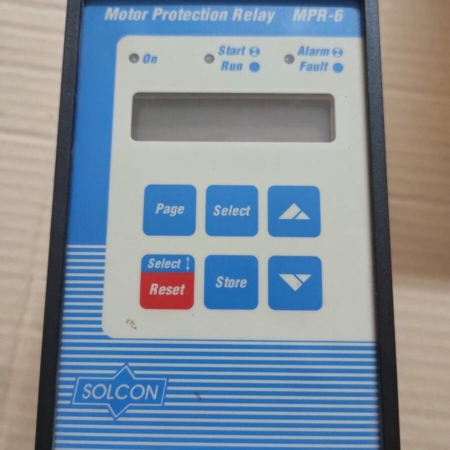 Motor Protection Relay MPR-6
On
Start
Run
Alarm
Fault
Page
Select
Select
Reset
Store
SOLCON